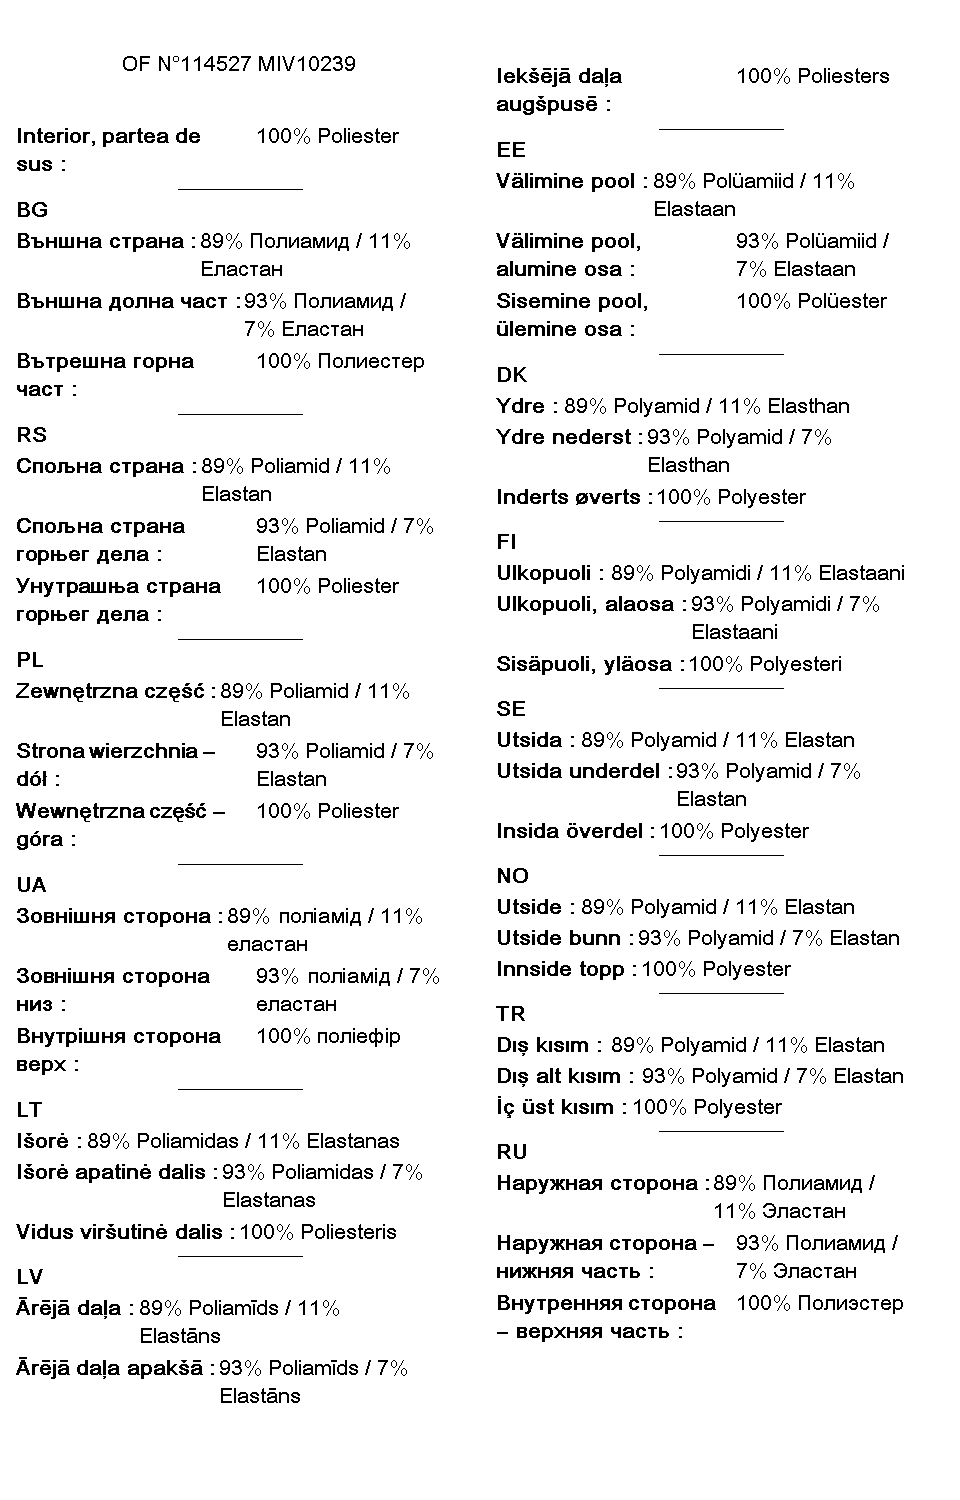 OF N°114527 MIV10239
Interior, partea de 100% Poliester
sus :
BG
Външна страна : 89% Полиамид / 11%
Еластан
Външна долна част : 93% Полиамид /
7% Еластан
Вътрешна горна 100% Полиестер
част :
RS
Спољна страна : 89% Poliamid / 11%
Elastan
Спољна страна 93% Poliamid / 7%
горњег дела : Elastan
Унутрашња страна 100% Poliester
горњег дела :
PL
Zewnętrzna część : 89% Poliamid / 11%
Elastan
Strona wierzchnia – 93% Poliamid / 7%
dół : Elastan
Wewnętrzna część – 100% Poliester
góra :
UA
Зовнішня сторона : 89% поліамід / 11%
еластан
Зовнішня сторона 93% поліамід / 7%
низ : еластан
Внутрішня сторона 100% поліефір
верх :
LT
Išorė : 89% Poliamidas / 11% Elastanas
Išorė apatinė dalis : 93% Poliamidas / 7%
Elastanas
Vidus viršutinė dalis : 100% Poliesteris
LV
Ārējā daļa : 89% Poliamīds / 11%
Elastāns
Ārējā daļa apakšā : 93% Poliamīds / 7%
Elastāns
Iekšējā daļa 100% Poliesters
augšpusē :
EE
Välimine pool : 89% Polüamiid / 11%
Elastaan
Välimine pool, 93% Polüamiid /
alumine osa : 7% Elastaan
Sisemine pool, 100% Polüester
ülemine osa :
DK
Ydre : 89% Polyamid / 11% Elasthan
Ydre nederst : 93% Polyamid / 7%
Elasthan
Inderts øverts : 100% Polyester
FI
Ulkopuoli : 89% Polyamidi / 11% Elastaani
Ulkopuoli, alaosa : 93% Polyamidi / 7%
Elastaani
Sisäpuoli, yläosa : 100% Polyesteri
SE
Utsida : 89% Polyamid / 11% Elastan
Utsida underdel : 93% Polyamid / 7%
Elastan
Insida överdel : 100% Polyester
NO
Utside : 89% Polyamid / 11% Elastan
Utside bunn : 93% Polyamid / 7% Elastan
Innside topp : 100% Polyester
TR
Dış kısım : 89% Polyamid / 11% Elastan
Dış alt kısım : 93% Polyamid / 7% Elastan
İç üst kısım : 100% Polyester
RU
Наружная сторона : 89% Полиамид /
11% Эластан
Наружная сторона – 93% Полиамид /
нижняя часть : 7% Эластан
Внутренняя сторона 100% Полиэстер
– верхняя часть :